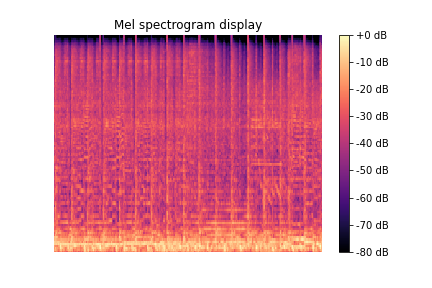 Mel spectrogram display
+0 dB
-10 dB
-20 dB
-30 dB
-40 dB
-50 dB
-60 dB
-70 dB
-80 dB